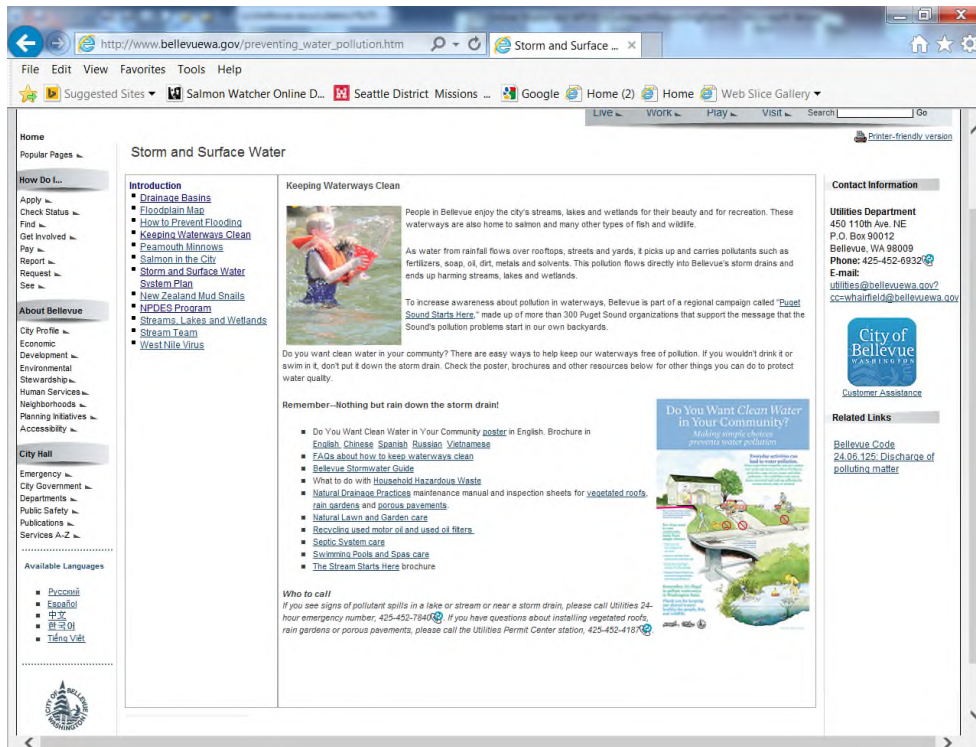 http://www.bellevuewa.gov/preventing_water_pollution.htm
Storm and Surface ...
File Edit View Favorites Tools Help
Suggested Sites
Salmon Watcher Online D...
Seattle District Missions ...
Google
Home (2)
Home
Web Slice Gallery
Live
Work
Play
Visit
Search
Go
Printer-friendly version
Home
Popular Pages
How Do I...
Apply
Check Status
Find
Get Involved
Pay
Report
Request
See
About Bellevue
City Profile
Economic
Development
Environmental
Stewardship
Human Services
Neighborhoods
Planning Initiatives
Accessibility
City Hall
Emergency
City Government
Departments
Public Safety
Publications
Services A-Z
Available Languages
Русский
Español
中文
한국어
Tiếng Việt
CITY OF BELLEVUE
WASHINGTON
Storm and Surface Water
Introduction
Drainage Basins
Floodplain Map
How to Prevent Flooding
Keeping Waterways Clean
Peamouth Minnows
Salmon in the City
Storm and Surface Water
System Plan
New Zealand Mud Snails
NPDES Program
Streams, Lakes and Wetlands
Stream Team
West Nile Virus
Keeping Waterways Clean
People in Bellevue enjoy the city's streams, lakes and wetlands for their beauty and for recreation. These
waterways are also home to salmon and many other types of fish and wildlife.
As water from rainfall flows over rooftops, streets and yards, it picks up and carries pollutants such as
fertilizers, soap, oil, dirt, metals and solvents. This pollution flows directly into Bellevue's storm drains and
ends up harming streams, lakes and wetlands.
To increase awareness about pollution in waterways, Bellevue is part of a regional campaign called "Puget
Sound Starts Here," made up of more than 300 Puget Sound organizations that support the message that the
Sound's pollution problems start in our own backyards.
Do you want clean water in your community? There are easy ways to help keep our waterways free of pollution. If you wouldn't drink it or
swim in it, don't put it down the storm drain. Check the poster, brochures and other resources below for other things you can do to protect
water quality.
Remember--Nothing but rain down the storm drain!
Do You Want Clean Water in Your Community poster in English. Brochure in
English, Chinese Spanish Russian Vietnamese
FAQs about how to keep waterways clean
Bellevue Stormwater Guide
What to do with Household Hazardous Waste
Natural Drainage Practices maintenance manual and inspection sheets for vegetated roofs,
rain gardens and porous pavements.
Natural Lawn and Garden care
Recycling used motor oil and used oil filters.
Septic System care
Swimming Pools and Spas care
The Stream Starts Here brochure
Who to call
If you see signs of pollutant spills in a lake or stream or near a storm drain, please call Utilities 24-
hour emergency number, 425-452-7840. If you have questions about installing vegetated roofs,
rain gardens or porous pavements, please call the Utilities Permit Center station, 425-452-4187.
Do You Want Clean Water
in Your Community?
Making simple choices
prevents water pollution
Everyday activities can
lead to water pollution.
Contact Information
Utilities Department
450 110th Ave. NE
P.O. Box 90012
Bellevue, WA 98009
Phone: 425-452-6932
E-mail:
utilities@bellevuewa.gov?
cc=whairfield@bellevuewa.gov
City of
Bellevue
WASHINGTON
Customer Assistance
Related Links
Bellevue Code
24.06.125: Discharge of
polluting matter